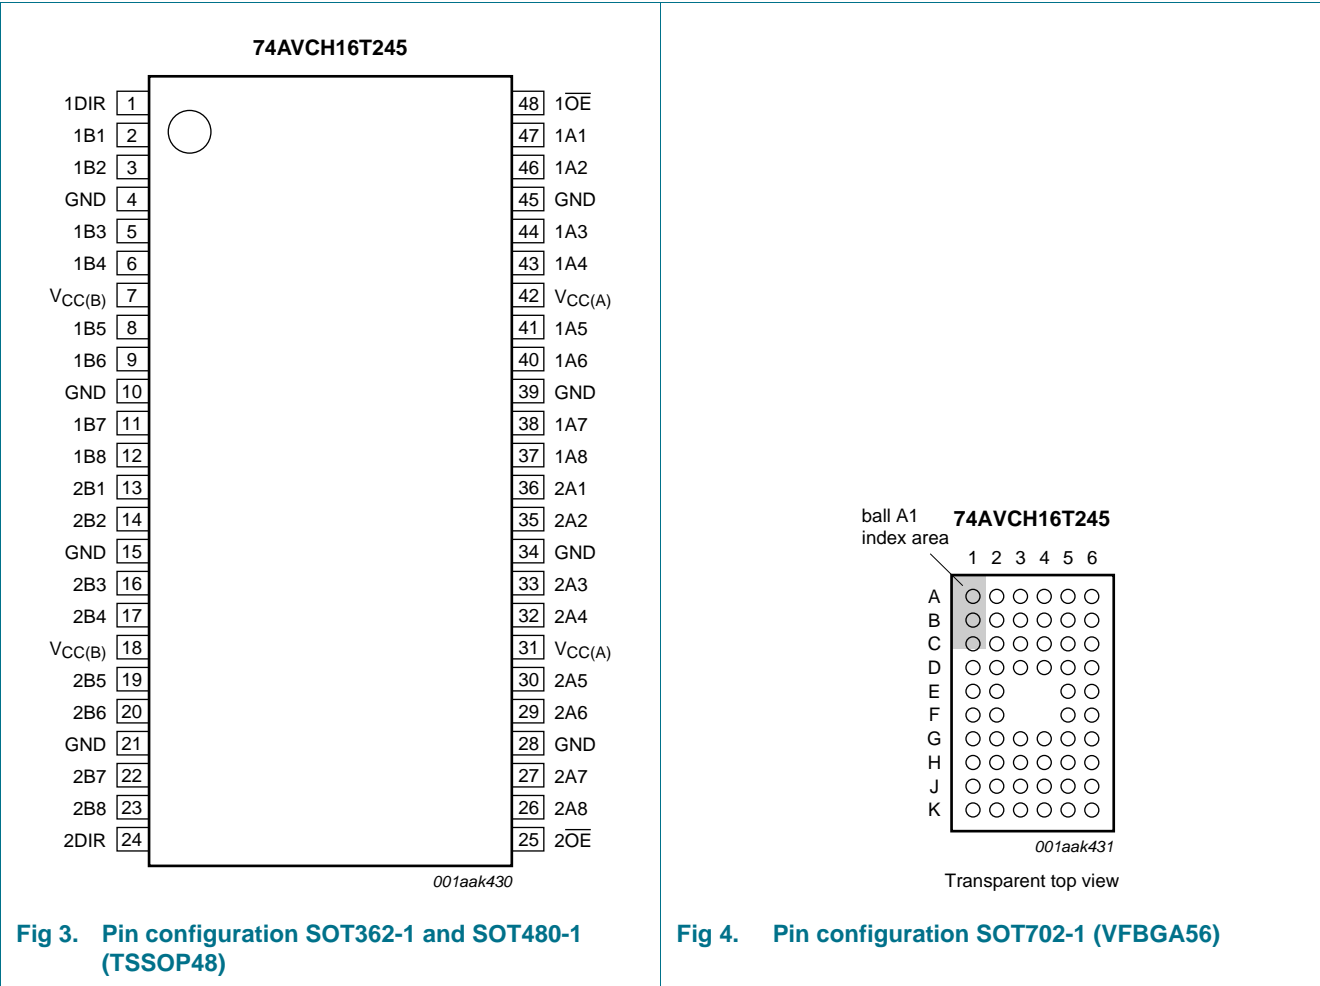 74AVCH16T245
1DIR 1 48 1OE
1B1 2 47 1A1
1B2 3 46 1A2
GND 4 45 GND
1B3 5 44 1A3
1B4 6 43 1A4
VCC(B) 7 42 VCC(A)
1B5 8 41 1A5
1B6 9 40 1A6
GND 10 39 GND
1B7 11 38 1A7
1B8 12 37 1A8
2B1 13 36 2A1
2B2 14 35 2A2
GND 15 34 GND
2B3 16 33 2A3
2B4 17 32 2A4
VCC(B) 18 31 VCC(A)
2B5 19 30 2A5
2B6 20 29 2A6
GND 21 28 GND
2B7 22 27 2A7
2B8 23 26 2A8
2DIR 24 25 2OE
001aak430
Fig 3. Pin configuration SOT362-1 and SOT480-1
(TSSOP48)
ball A1
index area
74AVCH16T245
1 2 3 4 5 6
A
B
C
D
E
F
G
H
J
K
001aak431
Transparent top view
Fig 4. Pin configuration SOT702-1 (VFBGA56)